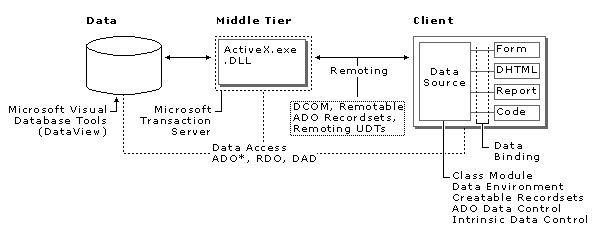 Data
Middle Tier
Client
ActiveX.exe
.DLL
Remoting
Data
Source
Form
DHTML
Report
Code
Microsoft Visual
Database Tools
(DataView)
Microsoft
Transaction
Server
DCOM, Remotable
ADO Recordsets,
Remoting UDTs
Data Access
ADO*, RDO, DAD
Data
Binding
Class Module
Data Environment
Creatable Recordsets
ADO Data Control
Intrinsic Data Control